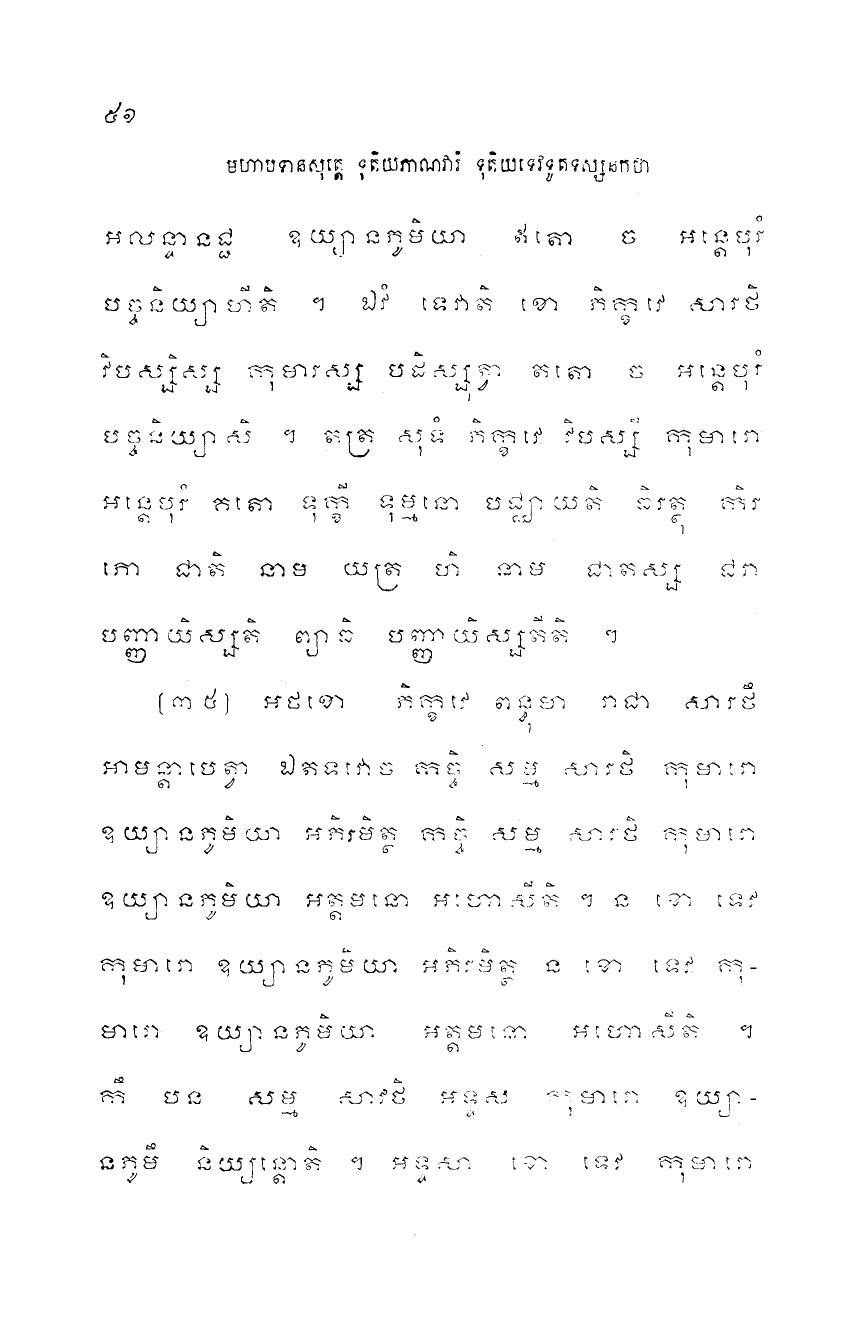 ៥១
មហាបទានសុត្តេ ទុតិយភាណវារំ ទុតិយទេវទូតទស្សនកថា
អលន្ទានជ្ជ ឧយ្យានភូមិយា ឥតោ ច អន្តេបុរំ
បច្ចនិយ្យាហីតិ ។ ឯវំ ទេវាតិ ខោ ភិក្ខវេ សារថិ
វិបស្សិស្ស កុមារស្ស បដិស្សុត្វា តតោ ច អន្តេបុរំ
បច្ចនិយ្យាសិ ។ តត្រ សុទំ ភិក្ខវេ វិបស្សី កុមារោ
អន្តេបុរំ គតោ ទុក្ខី ទុម្មនោ បជ្ឈាយតិ ធិរត្ថុ កិរ
ភោ ជាតិ នាម យត្រ ហិ នាម ជាតស្ស ជរា
បញ្ញាយិស្សតិ ព្យាធិ បញ្ញាយិស្សតីតិ ។
(៣៥) អថខោ ភិក្ខវេ ពន្ធុមា រាជា សារថឹ
អាមន្តាបេត្វា ឯតទវោច កច្ចិ សម្ម សារថិ កុមារោ
ឧយ្យានភូមិយា អភិរមិត្ថ កច្ចិ សម្ម សារថិ កុមារោ
ឧយ្យានភូមិយា អត្តមនោ អហោសីតិ ។ ន ខោ ទេវ
កុមារោ ឧយ្យានភូមិយា អភិរមិត្ថ ន ខោ ទេវ កុ-
មារោ ឧយ្យានភូមិយា អត្តមនោ អហោសីតិ ។
កឹ បន សម្ម សារថិ អទ្ទស កុមារោ ឧយ្យា-
នភូមឹ និយ្យន្តោតិ ។ អទ្ទសា ខោ ទេវ កុមារោ